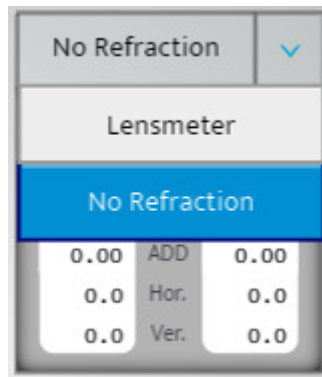 No Refraction
Lensmeter
No Refraction
0.00 ADD 0.00
0.0 Hor. 0.0
0.0 Ver. 0.0